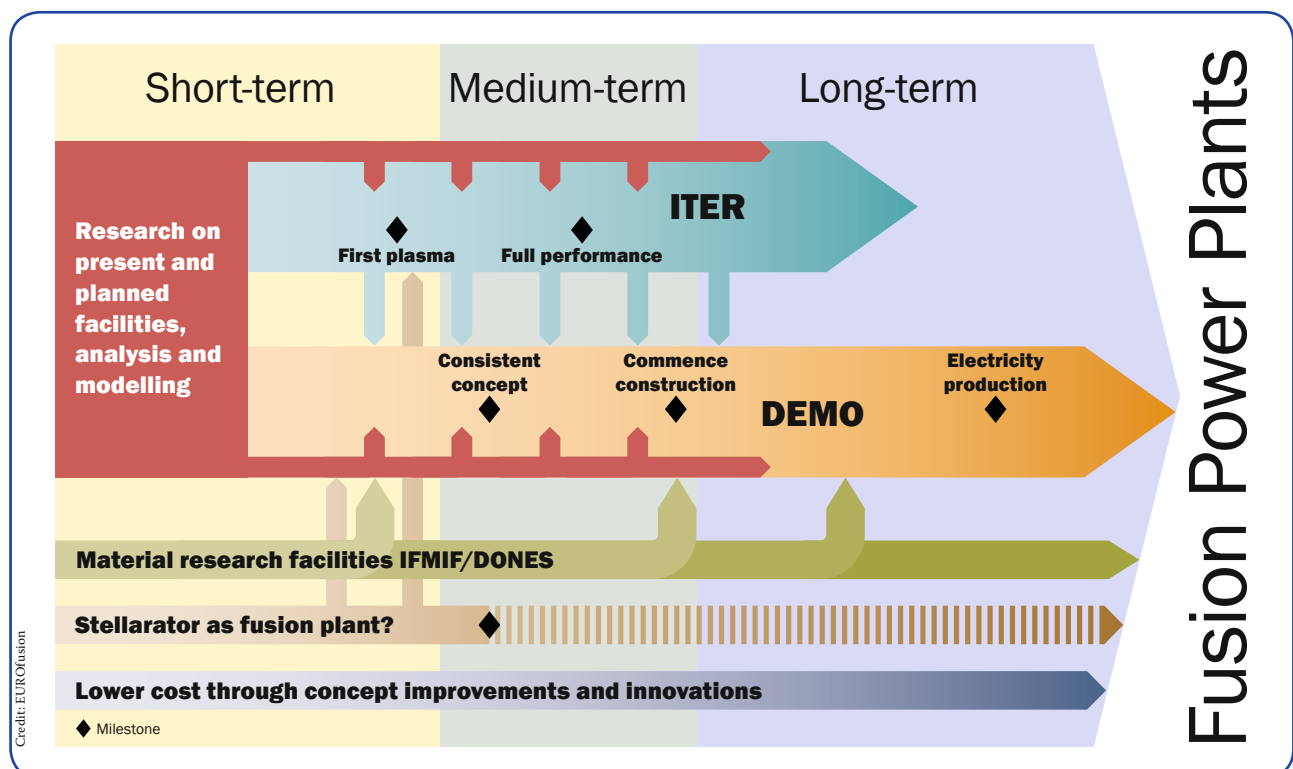 Short-term
Medium-term
Long-term
Research on
present and
planned
facilities,
analysis and
modelling
ITER
First plasma
Full performance
Consistent
concept
Commence
construction
Electricity
production
DEMO
Material research facilities IFMIF/DONES
Stellarator as fusion plant?
Lower cost through concept improvements and innovations
Milestone
Fusion Power Plants
Credit: EUROfusion